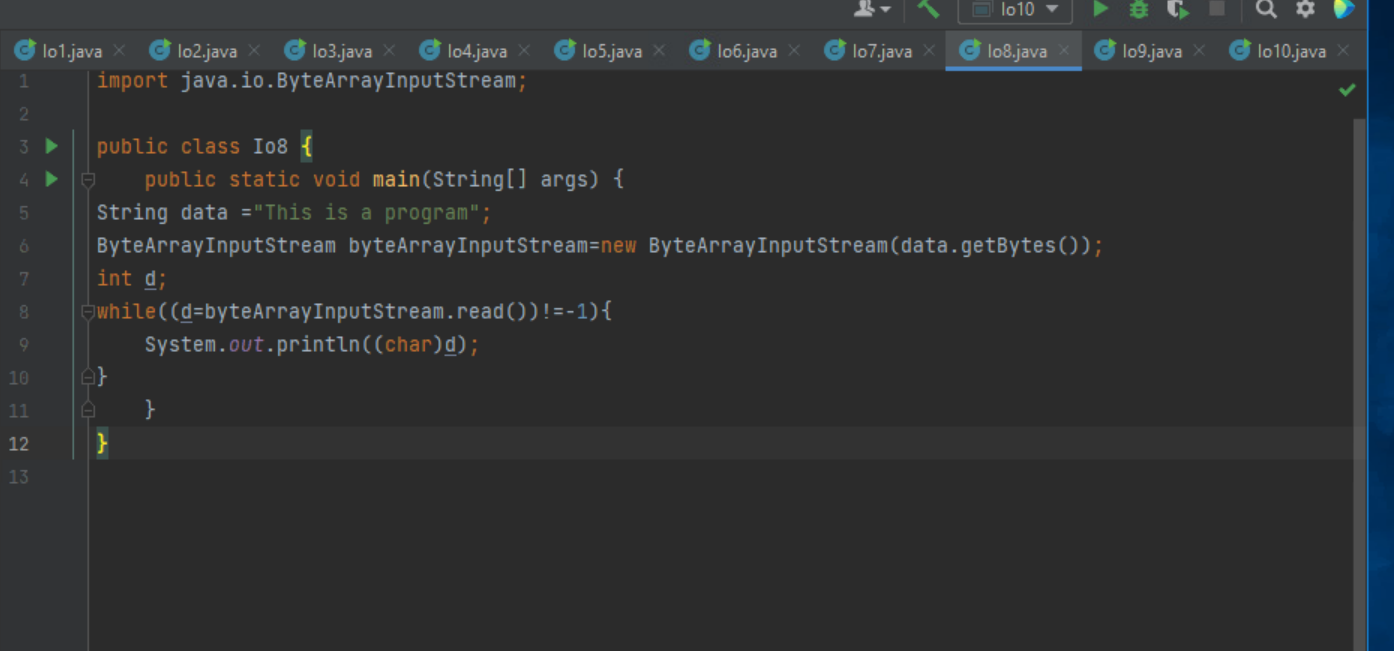 Io10
Io1.java Io2.java Io3.java Io4.java Io5.java Io6.java Io7.java Io8.java Io9.java Io10.java
1 import java.io.ByteArrayInputStream;
2
3 public class Io8 {
4     public static void main(String[] args) {
5 String data ="This is a program";
6 ByteArrayInputStream byteArrayInputStream=new ByteArrayInputStream(data.getBytes());
7 int d;
8 while((d=byteArrayInputStream.read())!=-1){
9     System.out.println((char)d);
10 }
11     }
12 }
13